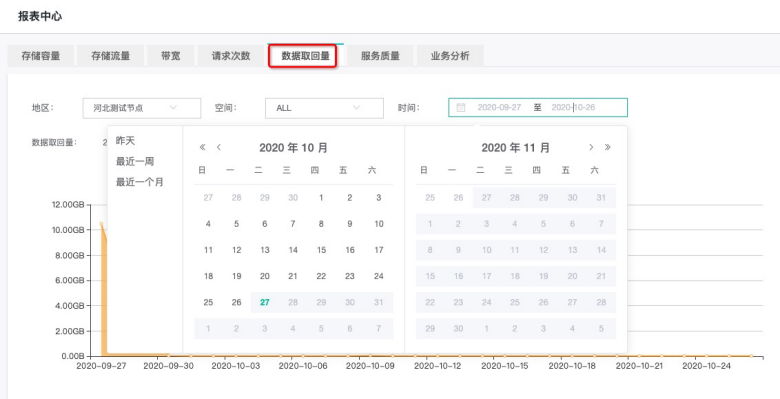 报表中心
存储容量 存储流量 带宽 请求次数 数据取回量 服务质量 业务分析
地区： 河北测试节点 空间： ALL 时间： 2020-09-27 至 2020-10-26
数据取回量： 2
昨天
最近一周
最近一个月
« ‹ 2020 年 10 月
日 一 二 三 四 五 六
27 28 29 30 1 2 3
4 5 6 7 8 9 10
11 12 13 14 15 16 17
18 19 20 21 22 23 24
25 26 27 28 29 30 31
1 2 3 4 5 6 7
2020 年 11 月 › »
日 一 二 三 四 五 六
25 26 27 28 29 30 31
1 2 3 4 5 6 7
8 9 10 11 12 13 14
15 16 17 18 19 20 21
22 23 24 25 26 27 28
29 30 1 2 3 4 5
12.00GB
10.00GB
8.00GB
6.00GB
4.00GB
2.00GB
0.00B
2020-09-27 2020-09-30 2020-10-03 2020-10-06 2020-10-09 2020-10-12 2020-10-15 2020-10-18 2020-10-21 2020-10-24